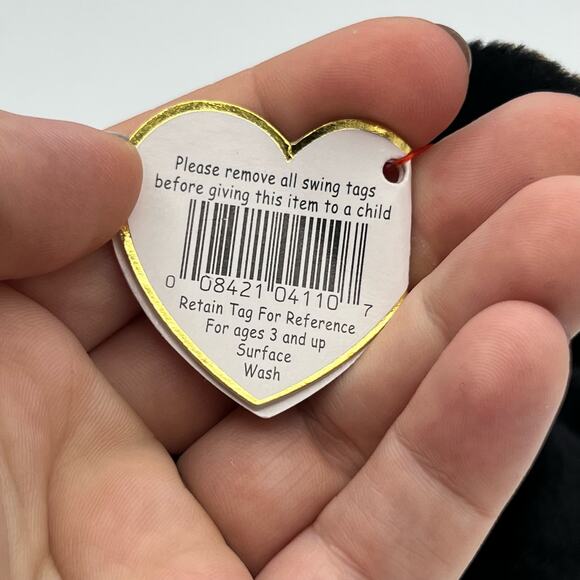 Please remove all swing tags
before giving this item to a child
0 08421 04110 7
Retain Tag For Reference
For ages 3 and up
Surface
Wash